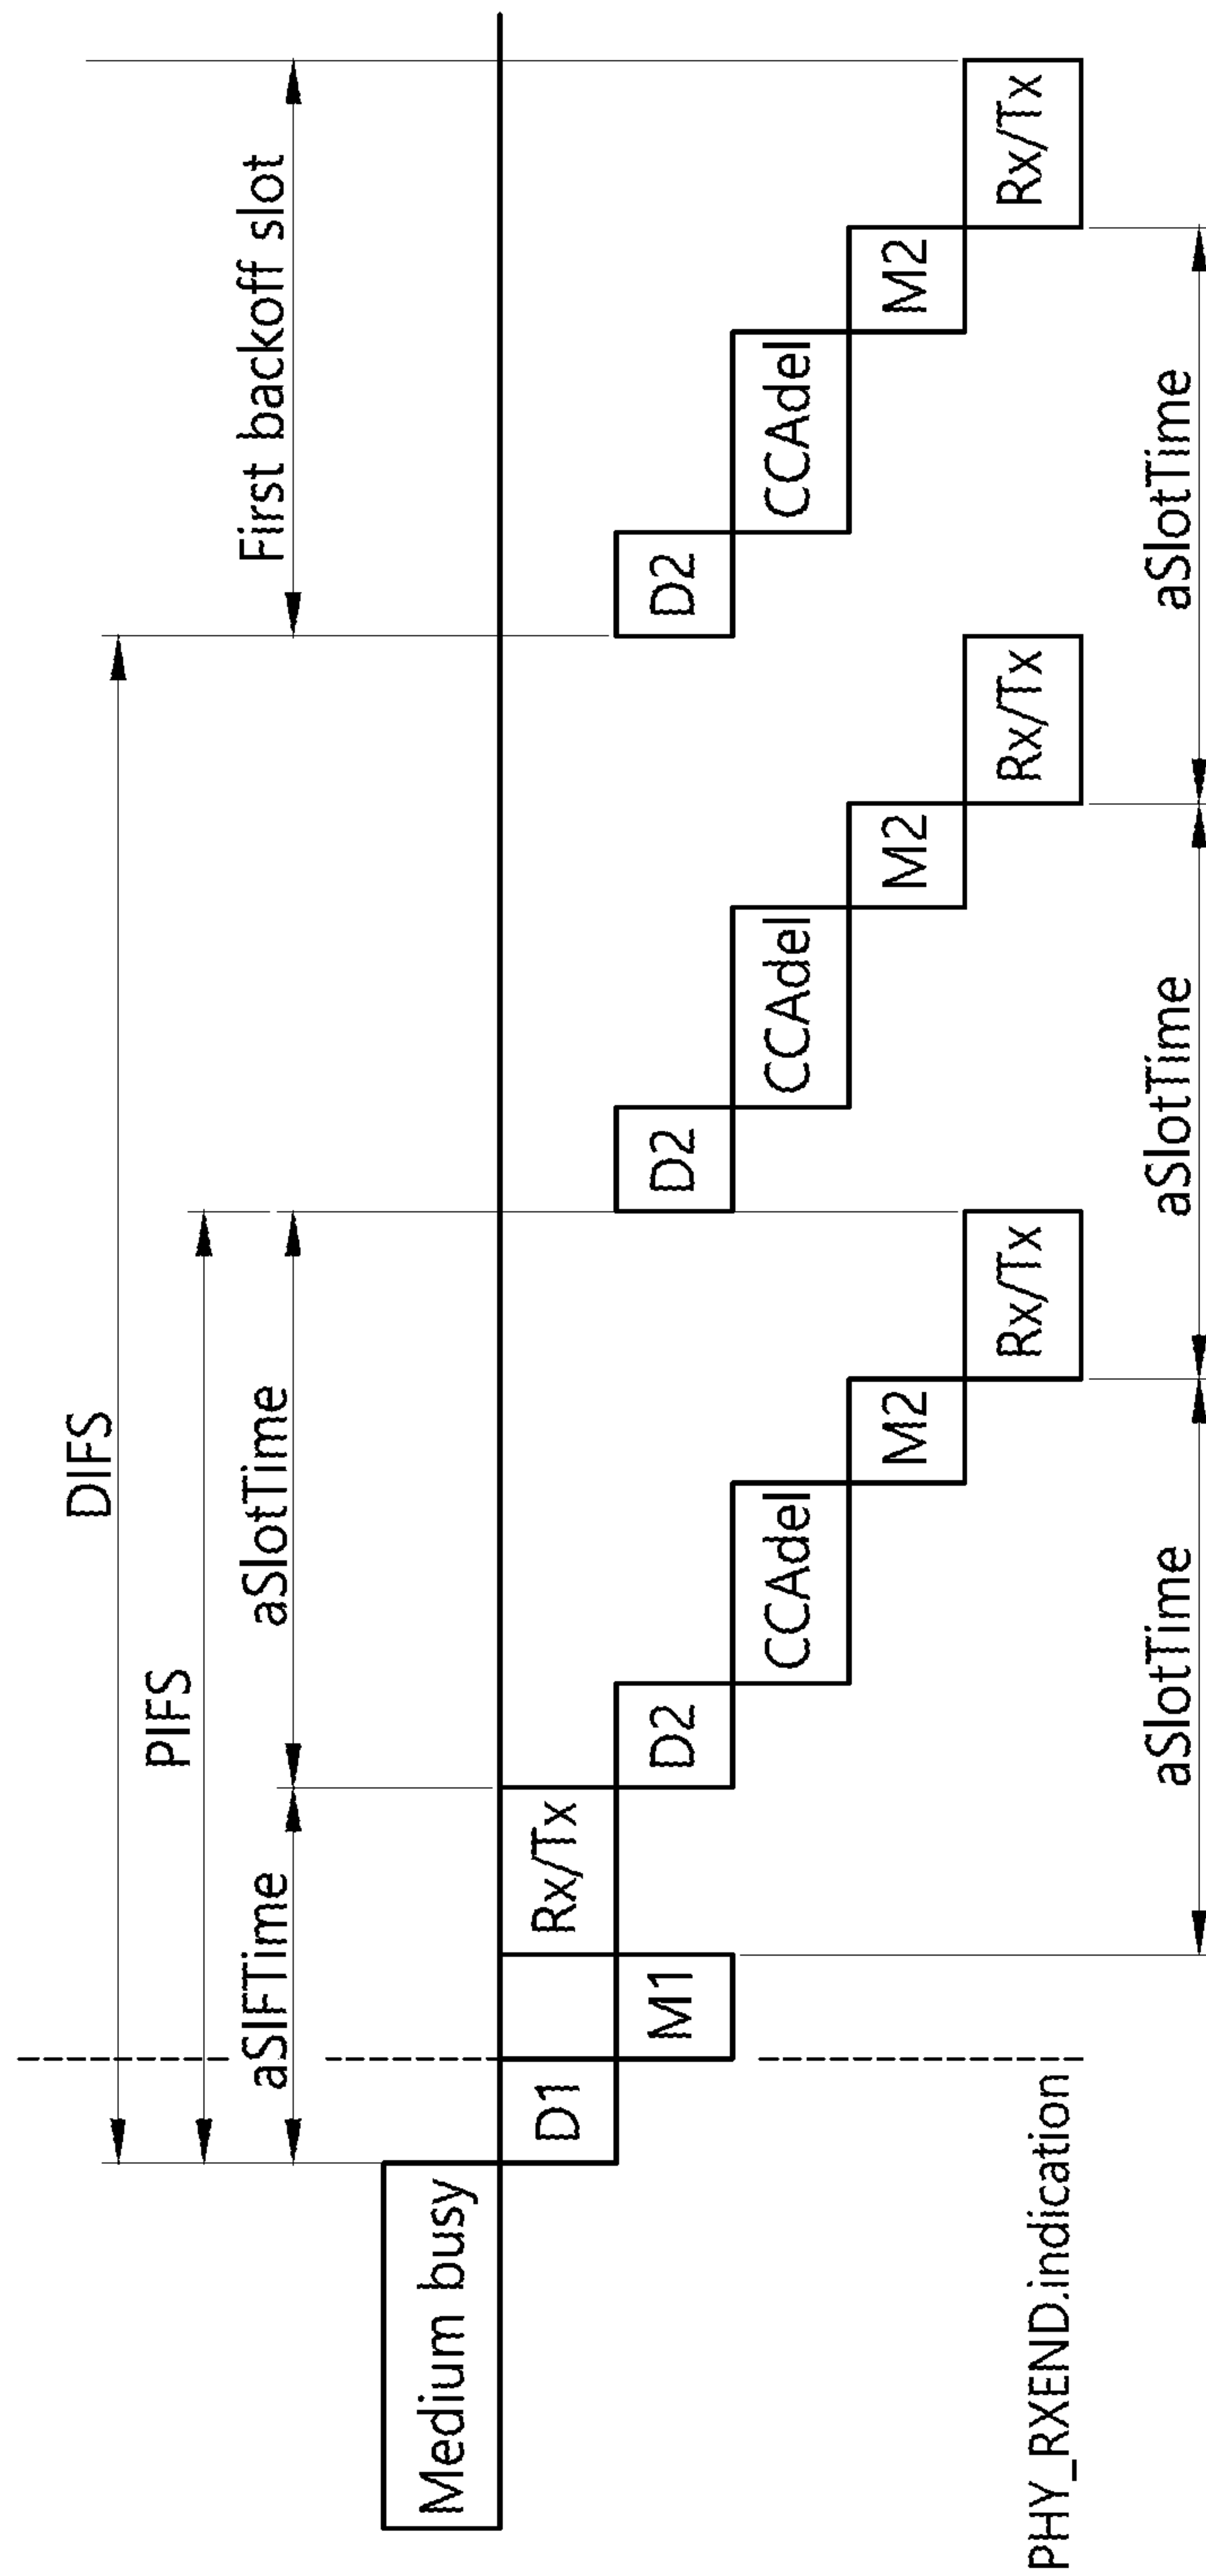 DIFS
PIFS
aSIFTime
aSlotTime
First backoff slot
Medium busy
D1
Rx/Tx
M1
D2
D2
D2
CCAdel
CCAdel
CCAdel
M2
M2
M2
Rx/Tx
Rx/Tx
Rx/Tx
PHY_RXEND.indication
aSlotTime
aSlotTime
aSlotTime